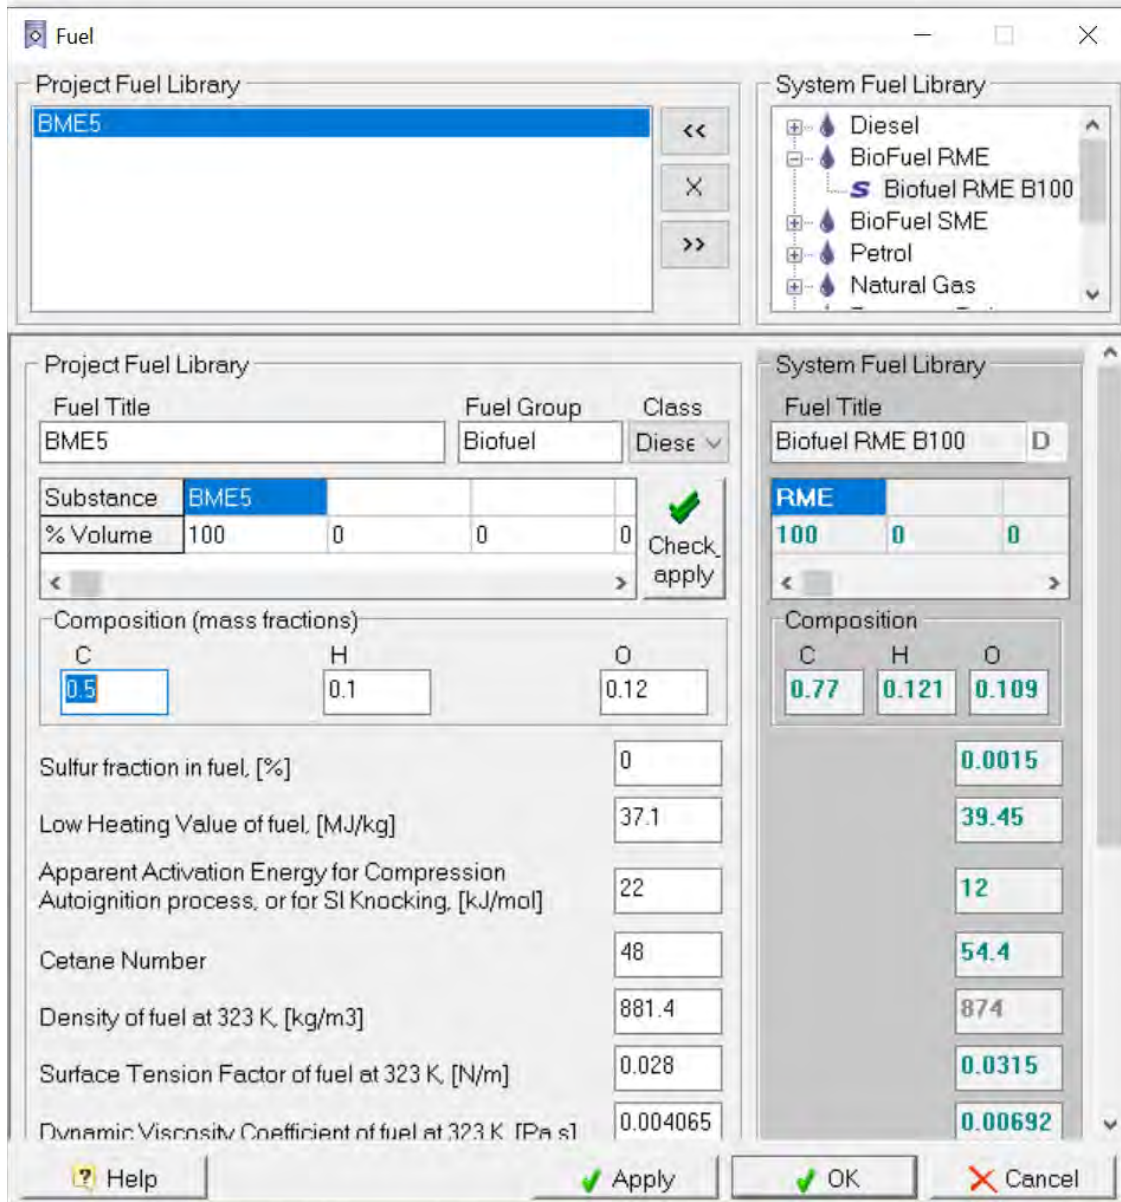 Fuel
Project Fuel Library
System Fuel Library
BME5
<<
X
>>
Diesel
BioFuel RME
S Biofuel RME B100
BioFuel SME
Petrol
Natural Gas
Project Fuel Library
System Fuel Library
Fuel Title Fuel Group Class
Fuel Title
BME5 Biofuel Diese
Biofuel RME B100 D
Substance BME5
RME
% Volume 100 0 0 0
100 0 0
Check_
apply
Composition (mass fractions)
Composition
C H O
C H O
0.5 0.1 0.12
0.77 0.121 0.109
Sulfur fraction in fuel, [%] 0 0.0015
Low Heating Value of fuel, [MJ/kg] 37.1 39.45
Apparent Activation Energy for Compression
Autoignition process, or for SI Knocking, [kJ/mol] 22 12
Cetane Number 48 54.4
Density of fuel at 323 K, [kg/m3] 881.4 874
Surface Tension Factor of fuel at 323 K, [N/m] 0.028 0.0315
Dynamic Viscosity Coefficient of fuel at 323 K, [Pa s] 0.004065 0.00692
? Help Apply OK Cancel